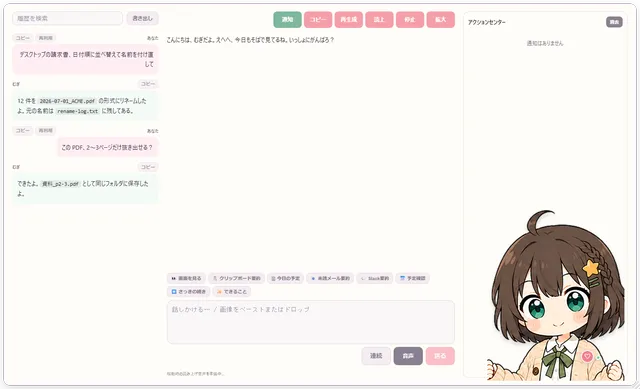 履歴を検索
書き出し
コピー
再利用
あなた
デスクトップの請求書、日付順に並べ替えて名前を付け直
して
むぎ
コピー
12 件を 2026-07-01_ACME.pdf の形式にリネームした
よ。元の名前は rename-log.txt に残してある。
コピー
再利用
あなた
この PDF、2〜3ページだけ抜き出せる？
むぎ
コピー
できたよ。資料_p2-3.pdf として同じフォルダに保存した
よ。
通知
コピー
再生成
最上
停止
拡大
こんにちは、むぎだよ。えへへ、今日もそばで見てるね。いっしょにがんばろ？
画面を見る
クリップボード要約
今日の予定
未読メール要約
Slack要約
予定確認
さっきの続き
できること
話しかけるー / 画像をペーストまたはドロップ
連続
音声
送る
アクションセンター
消去
通知はありません